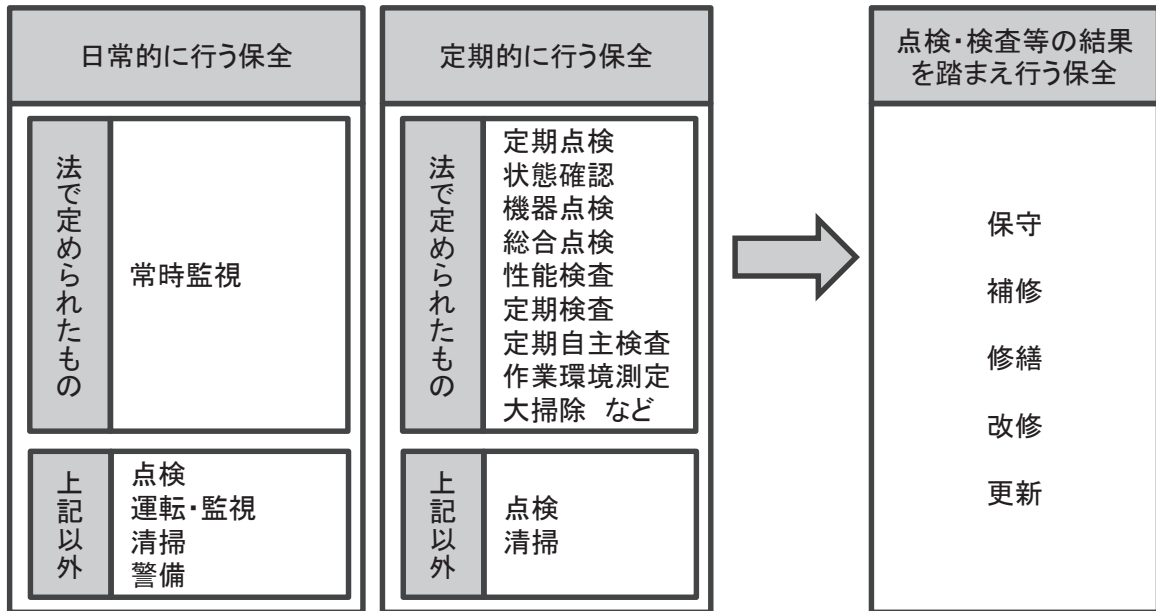 日常的に行う保全
法で定められたもの
常時監視
上記以外
点検
運転・監視
清掃
警備
定期的に行う保全
法で定められたもの
定期点検
状態確認
機器点検
総合点検
性能検査
定期検査
定期自主検査
作業環境測定
大掃除 など
上記以外
点検
清掃
点検・検査等の結果
を踏まえ行う保全
保守
補修
修繕
改修
更新